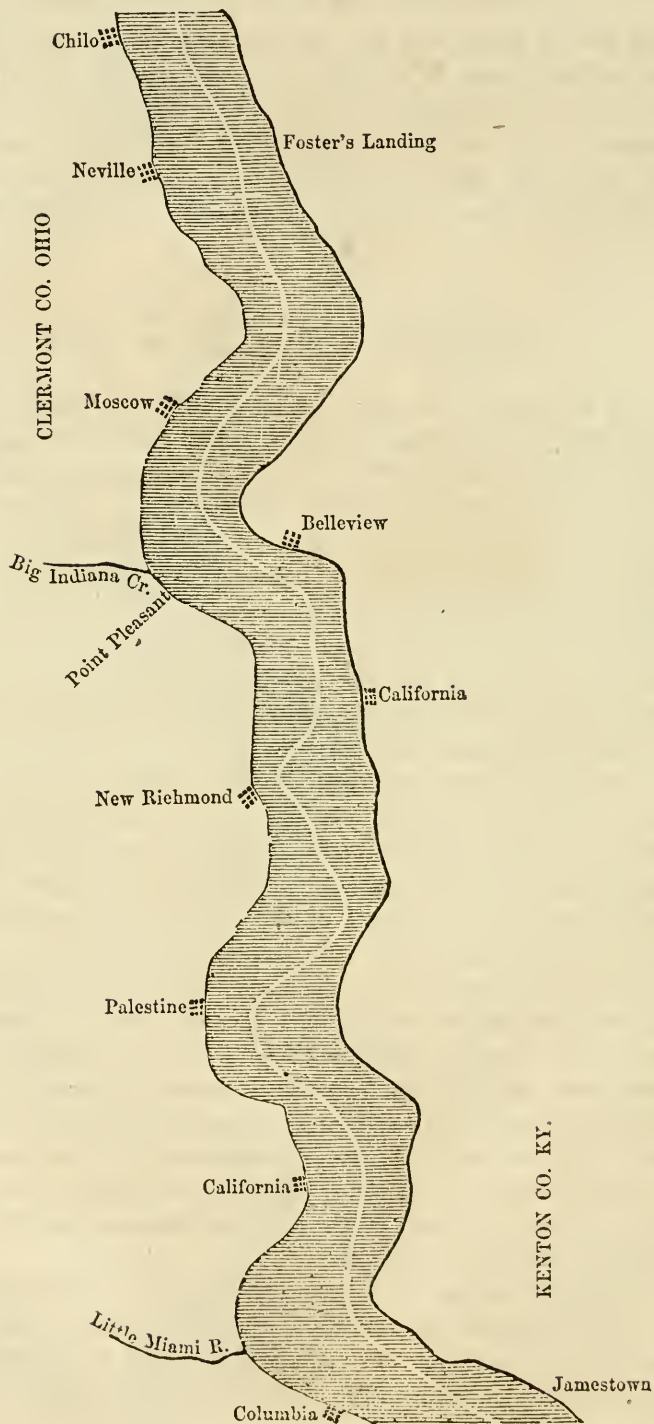 Chilo
Foster's Landing
Neville
CLERMONT CO. OHIO
Moscow
Belleview
Big Indiana Cr.
Point Pleasant
California
New Richmond
Palestine
California
KENTON CO. KY.
Little Miami R.
Jamestown
Columbia